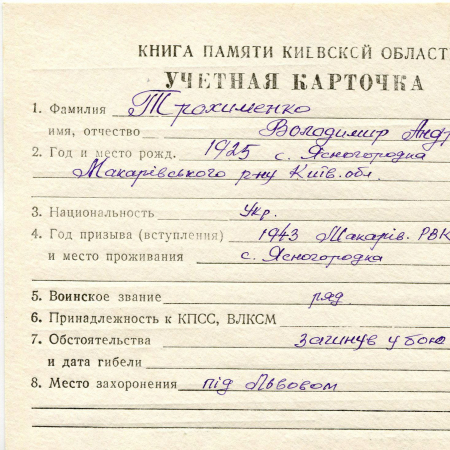 КНИГА ПАМЯТИ КИЕВСКОЙ ОБЛАСТ
УЧЕТНАЯ КАРТОЧКА
1. Фамилия Трохименко
имя, отчество Володимир Андр
2. Год и место рожд. 1925 с. Ясногородка
Макарівського р-ну Київ. обл.
3. Национальность Укр.
4. Год призыва (вступления) 1943 Макарів. РВК
и место проживания с. Ясногородка
5. Воинское звание ряд.
6. Принадлежность к КПСС, ВЛКСМ
7. Обстоятельства загинув у бою
и дата гибели
8. Место захоронения під Львовом